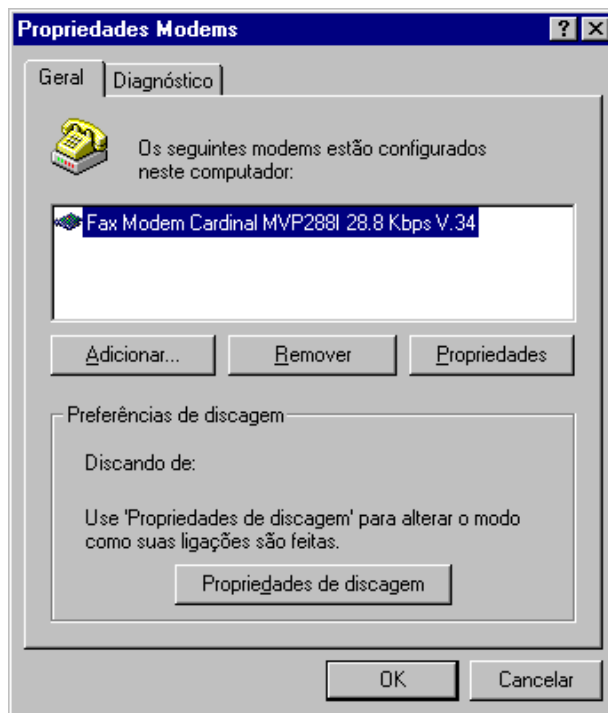 Propriedades Modems
Geral
Diagnóstico
Os seguintes modems estão configurados
neste computador:
Fax Modem Cardinal MVP288I 28.8 Kbps V.34
Adicionar...
Remover
Propriedades
Preferências de discagem
Discando de:
Use 'Propriedades de discagem' para alterar o modo
como suas ligações são feitas.
Propriedades de discagem
OK
Cancelar